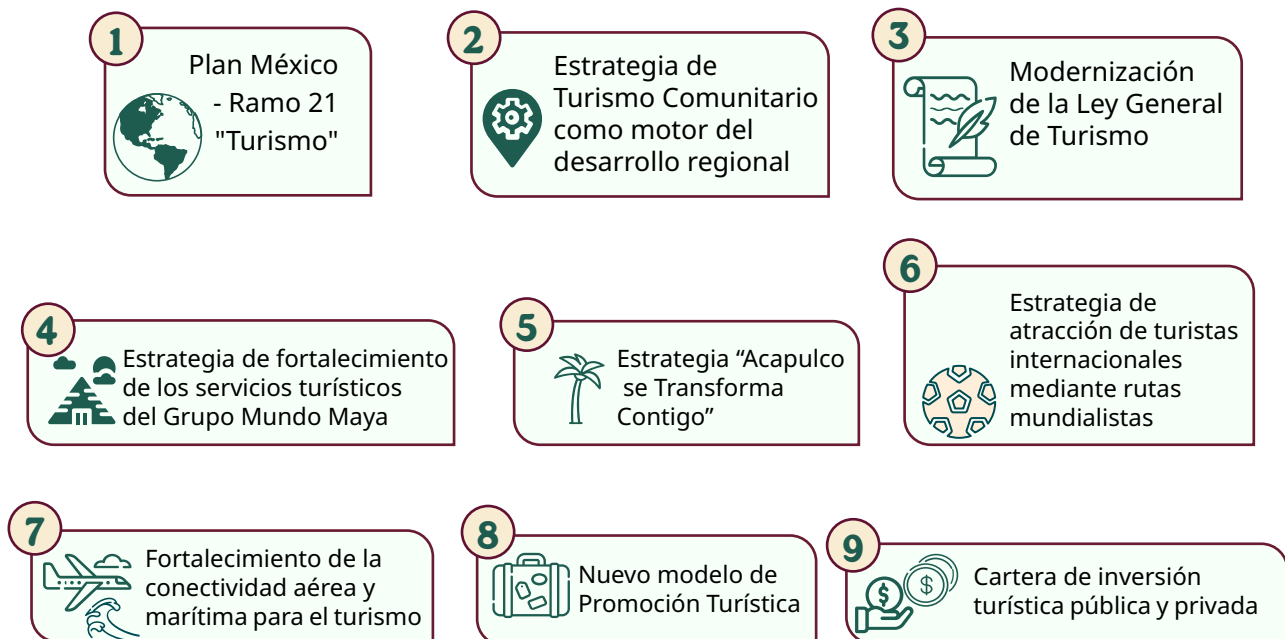 1
Plan México
- Ramo 21
"Turismo"
2
Estrategia de
Turismo Comunitario
como motor del
desarrollo regional
3
Modernización
de la Ley General
de Turismo
4
Estrategia de fortalecimiento
de los servicios turísticos
del Grupo Mundo Maya
5
Estrategia “Acapulco
se Transforma
Contigo”
6
Estrategia de
atracción de turistas
internacionales
mediante rutas
mundialistas
7
Fortalecimiento de la
conectividad aérea y
marítima para el turismo
8
Nuevo modelo de
Promoción Turística
9
$
$
Cartera de inversión
turística pública y privada